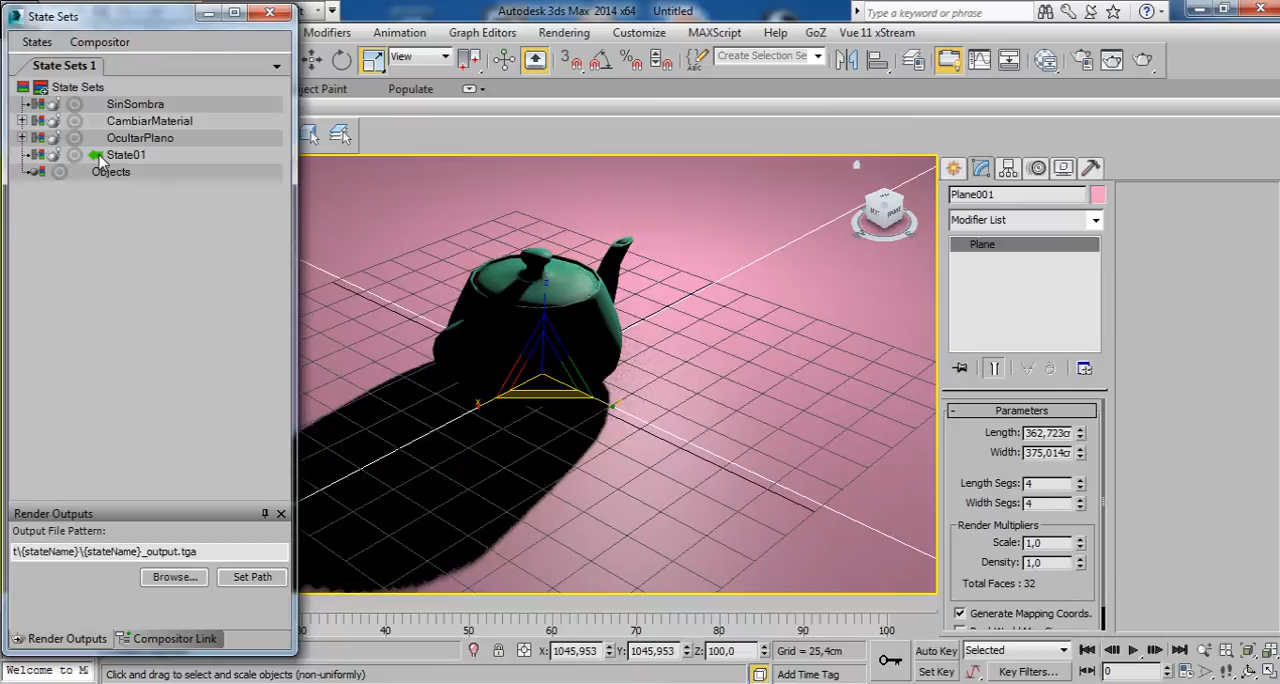 State Sets
Autodesk 3ds Max 2014 x64 Untitled
Type a keyword or phrase
States Compositor
Modifiers Animation Graph Editors Rendering Customize MAXScript Help GoZ Vue 11 xStream
State Sets 1
View
Create Selection Se
State Sets
ject Paint Populate
SinSombra
CambiarMaterial
OcultarPlano
State01
Objects
Plane001
Modifier List
Plane
Parameters
Length: 362,723cr
Width: 375,014cr
Length Segs: 4
Width Segs: 4
Render Multipliers
Scale: 1,0
Density: 1,0
Total Faces : 32
Generate Mapping Coords.
Render Outputs
Output File Pattern:
t\{stateName}\{stateName}_output.tga
Browse... Set Path
Render Outputs Compositor Link
30 40 50 60 70 80 90 100
X: 1045,953 Y: 1045,953 Z: 100,0 Grid = 25,4cm
Auto Key Selected
Set Key Key Filters... 0
Welcome to M
Click and drag to select and scale objects (non-uniformly)
Add Time Tag